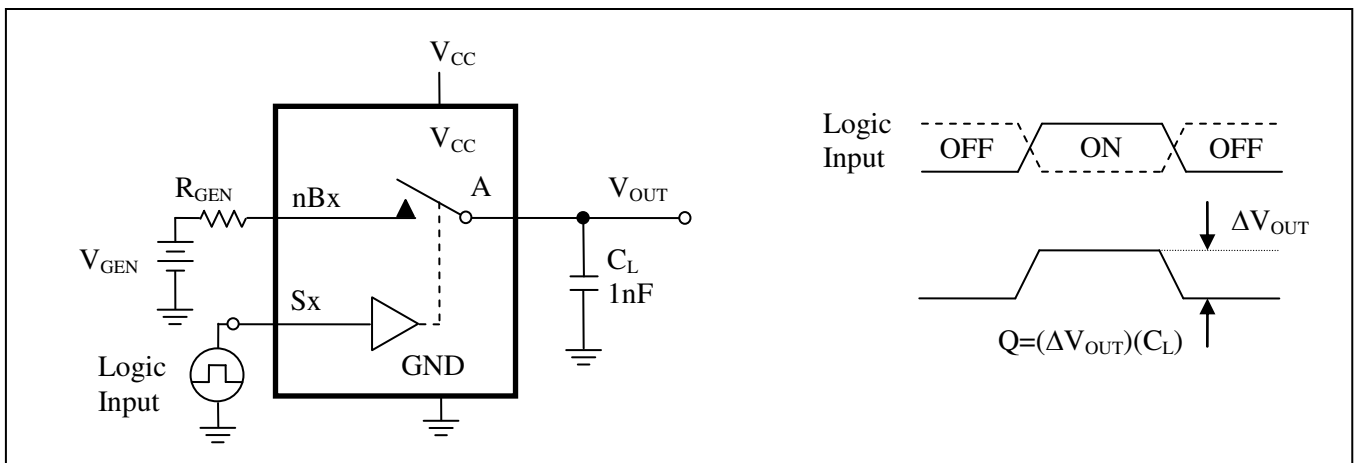 V_CC
V_CC
R_GEN
nBx
A
V_OUT
V_GEN
C_L
1nF
Sx
Logic
Input
GND
Logic
Input
OFF
ON
OFF
ΔV_OUT
Q=(ΔV_OUT)(C_L)